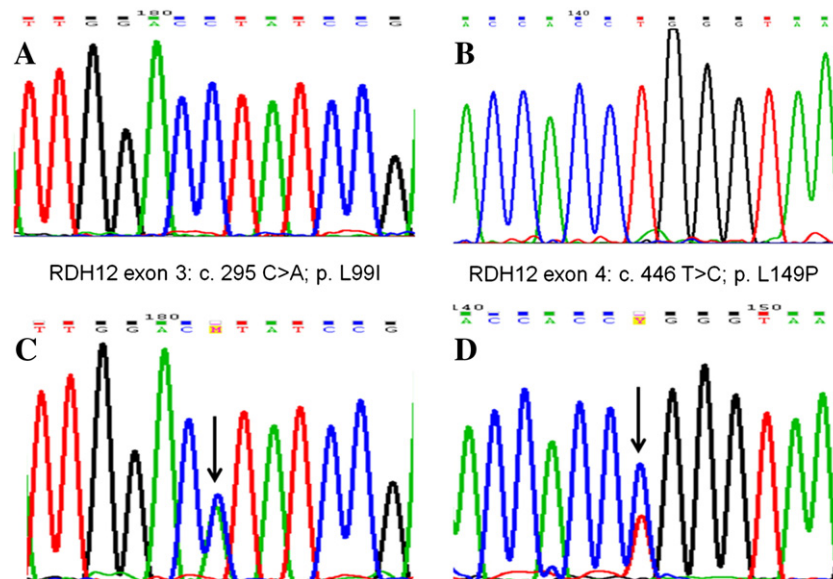 180
T T G G A C C T A T C C G
A
140
A C C A C C T G G G T A A
B
RDH12 exon 3: c. 295 C>A; p. L99I
RDH12 exon 4: c. 446 T>C; p. L149P
180
T T G G A C M T A T C C G
C
140 150
A C C A C C Y G G G T A A
D